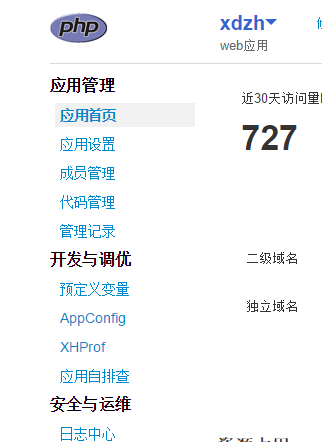 php
xdzh
web应用
应用管理
应用首页
应用设置
成员管理
代码管理
管理记录
开发与调优
预定义变量
AppConfig
XHProf
应用自排查
安全与运维
日志中心
近30天访问量
727
二级域名
独立域名